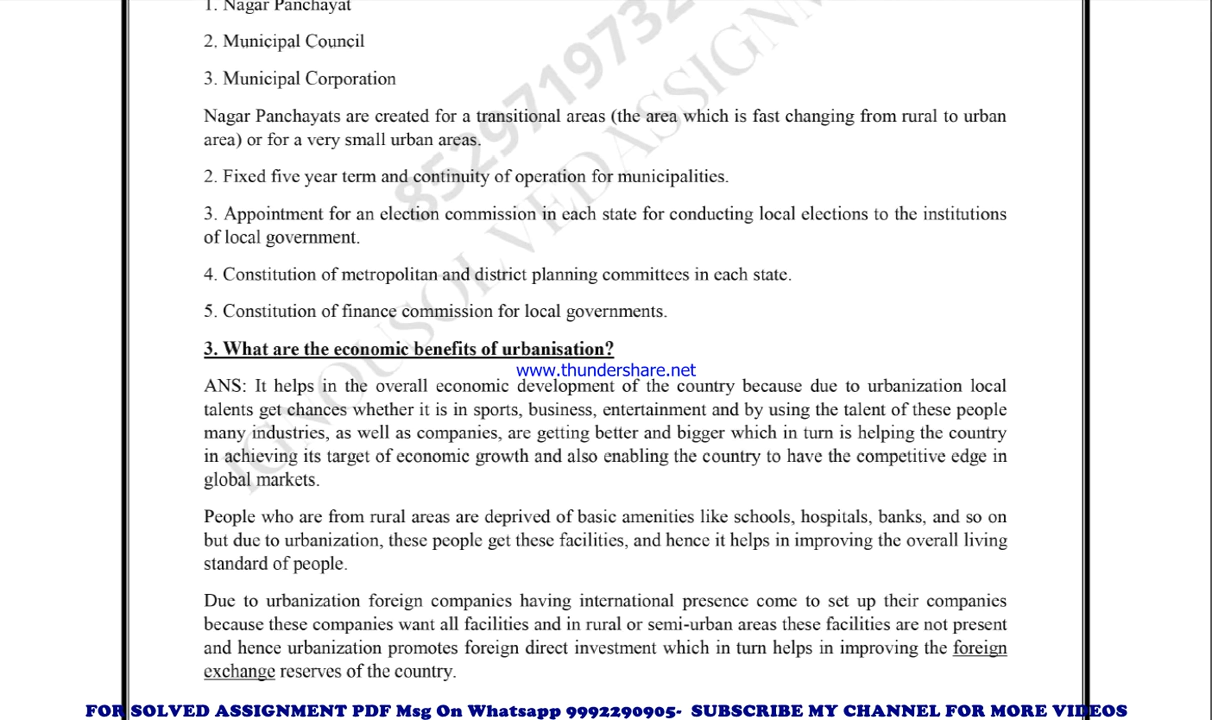 1. Nagar Panchayat
2. Municipal Council
3. Municipal Corporation
Nagar Panchayats are created for a transitional areas (the area which is fast changing from rural to urban
area) or for a very small urban areas.
2. Fixed five year term and continuity of operation for municipalities.
3. Appointment for an election commission in each state for conducting local elections to the institutions
of local government.
4. Constitution of metropolitan and district planning committees in each state.
5. Constitution of finance commission for local governments.
3. What are the economic benefits of urbanisation?
www.thundershare.net
ANS: It helps in the overall economic development of the country because due to urbanization local
talents get chances whether it is in sports, business, entertainment and by using the talent of these people
many industries, as well as companies, are getting better and bigger which in turn is helping the country
in achieving its target of economic growth and also enabling the country to have the competitive edge in
global markets.
People who are from rural areas are deprived of basic amenities like schools, hospitals, banks, and so on
but due to urbanization, these people get these facilities, and hence it helps in improving the overall living
standard of people.
Due to urbanization foreign companies having international presence come to set up their companies
because these companies want all facilities and in rural or semi-urban areas these facilities are not present
and hence urbanization promotes foreign direct investment which in turn helps in improving the foreign
exchange reserves of the country.
8529719732
IGNOUSOLVEDASSIGN
FOR SOLVED ASSIGNMENT PDF Msg On Whatsapp 9992290905- SUBSCRIBE MY CHANNEL FOR MORE VIDEOS